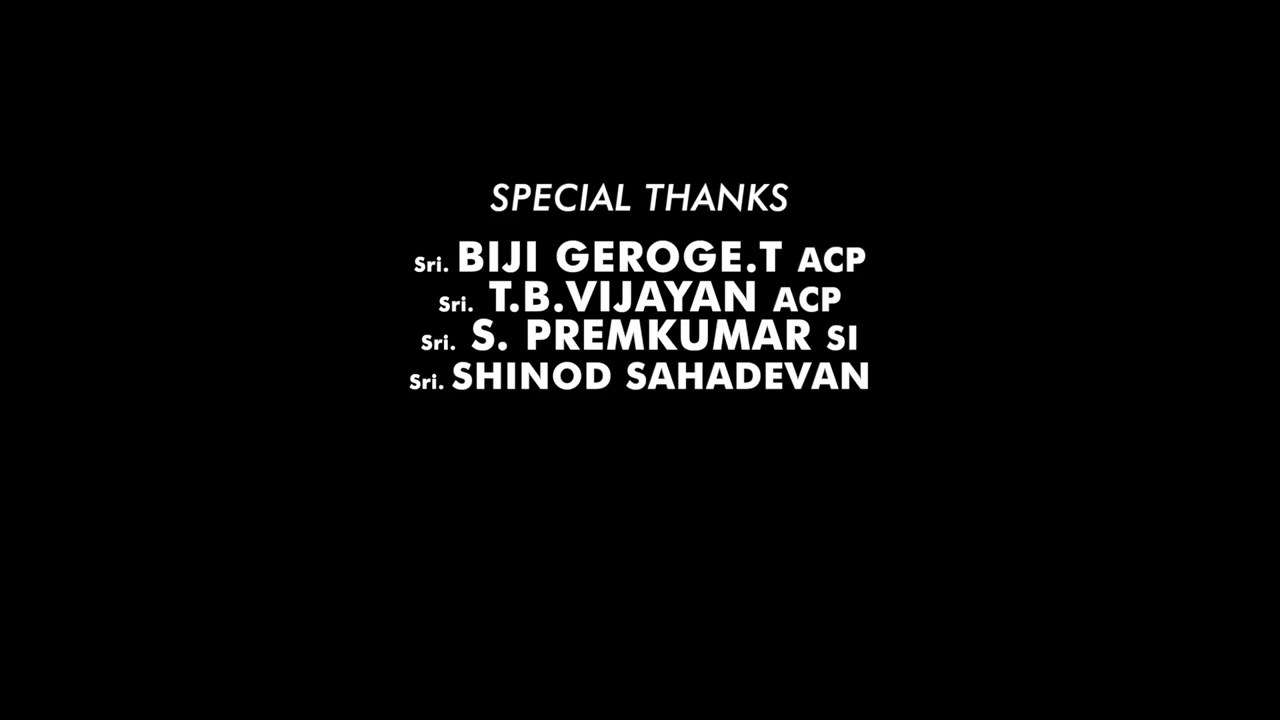 SPECIAL THANKS
Sri. BIJI GEROGE.T ACP
Sri. T.B.VIJAYAN ACP
Sri. S. PREMKUMAR SI
Sri. SHINOD SAHADEVAN